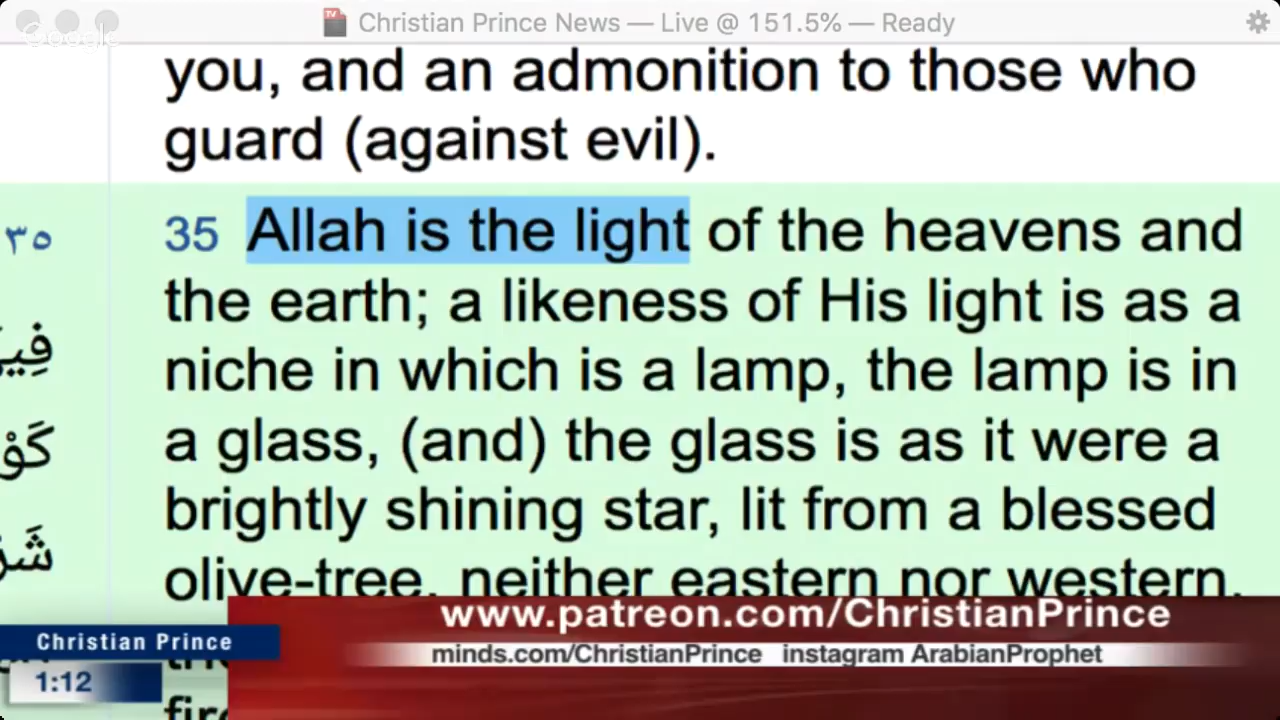 Christian Prince News — Live @ 151.5% — Ready
Google
you, and an admonition to those who
guard (against evil).
٣٥
35 Allah is the light of the heavens and
the earth; a likeness of His light is as a
niche in which is a lamp, the lamp is in
a glass, (and) the glass is as it were a
brightly shining star, lit from a blessed
olive-tree, neither eastern nor western,
www.patreon.com/ChristianPrince
Christian Prince
minds.com/ChristianPrince instagram ArabianProphet
1:12